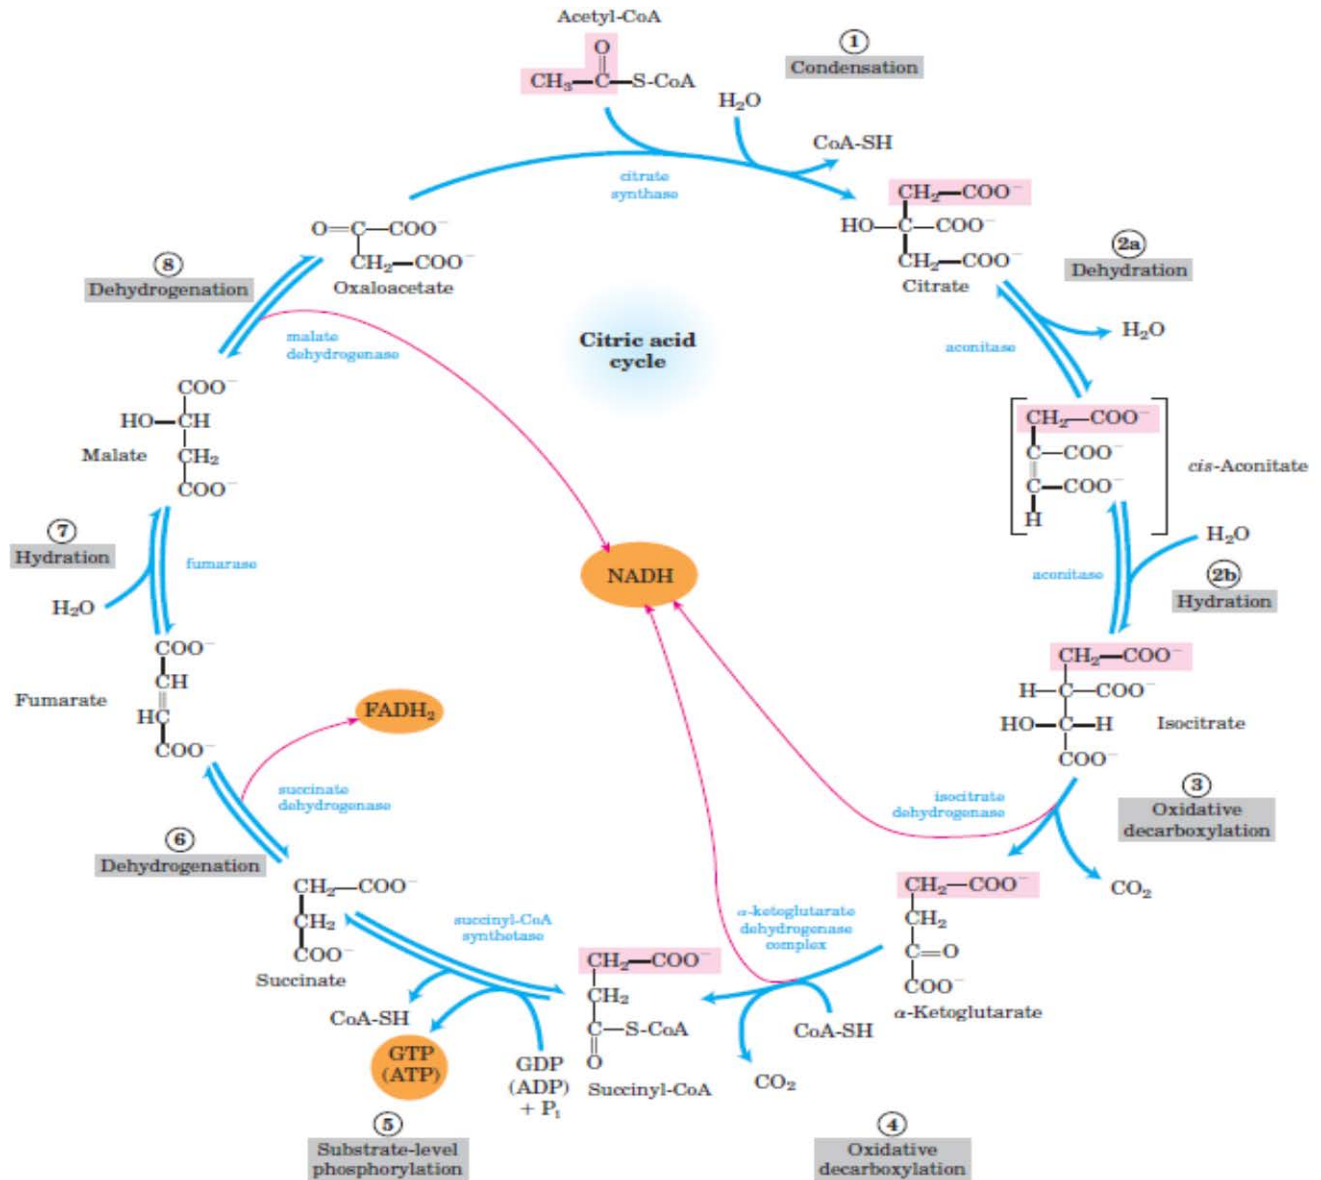 Acetyl-CoA
O
CH₃—C—S-CoA
1
Condensation
H₂O
CoA-SH
citrate
synthase
CH₂—COO⁻
HO—C—COO⁻
CH₂—COO⁻
Citrate
2a
Dehydration
H₂O
aconitase
CH₂—COO⁻
C—COO⁻
C—COO⁻
H
cis-Aconitate
H₂O
aconitase
2b
Hydration
CH₂—COO⁻
H—C—COO⁻
HO—C—H
COO⁻
Isocitrate
3
Oxidative
decarboxylation
isocitrate
dehydrogenase
CO₂
CH₂—COO⁻
CH₂
C=O
COO⁻
α-Ketoglutarate
α-ketoglutarate
dehydrogenase
complex
CoA-SH
CO₂
4
Oxidative
decarboxylation
CH₂—COO⁻
CH₂
C—S-CoA
O
Succinyl-CoA
succinyl-CoA
synthetase
GDP
(ADP)
+ Pᵢ
CoA-SH
GTP
(ATP)
5
Substrate-level
phosphorylation
CH₂—COO⁻
CH₂
COO⁻
Succinate
6
Dehydrogenation
succinate
dehydrogenase
FADH₂
COO⁻
CH
HC
COO⁻
Fumarate
7
Hydration
H₂O
fumarase
COO⁻
HO—CH
CH₂
COO⁻
Malate
8
Dehydrogenation
malate
dehydrogenase
O=C—COO⁻
CH₂—COO⁻
Oxaloacetate
Citric acid
cycle
NADH